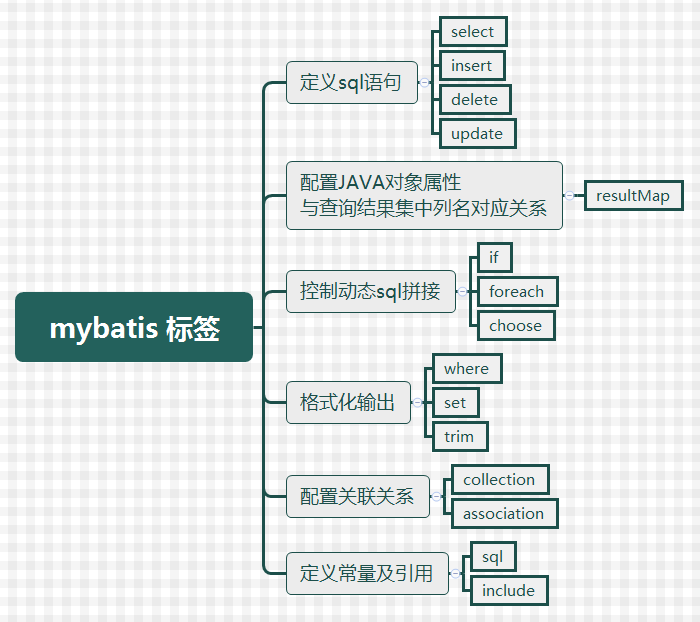 mybatis 标签
定义sql语句
select
insert
delete
update
配置JAVA对象属性
与查询结果集中列名对应关系
resultMap
控制动态sql拼接
if
foreach
choose
格式化输出
where
set
trim
配置关联关系
collection
association
定义常量及引用
sql
include